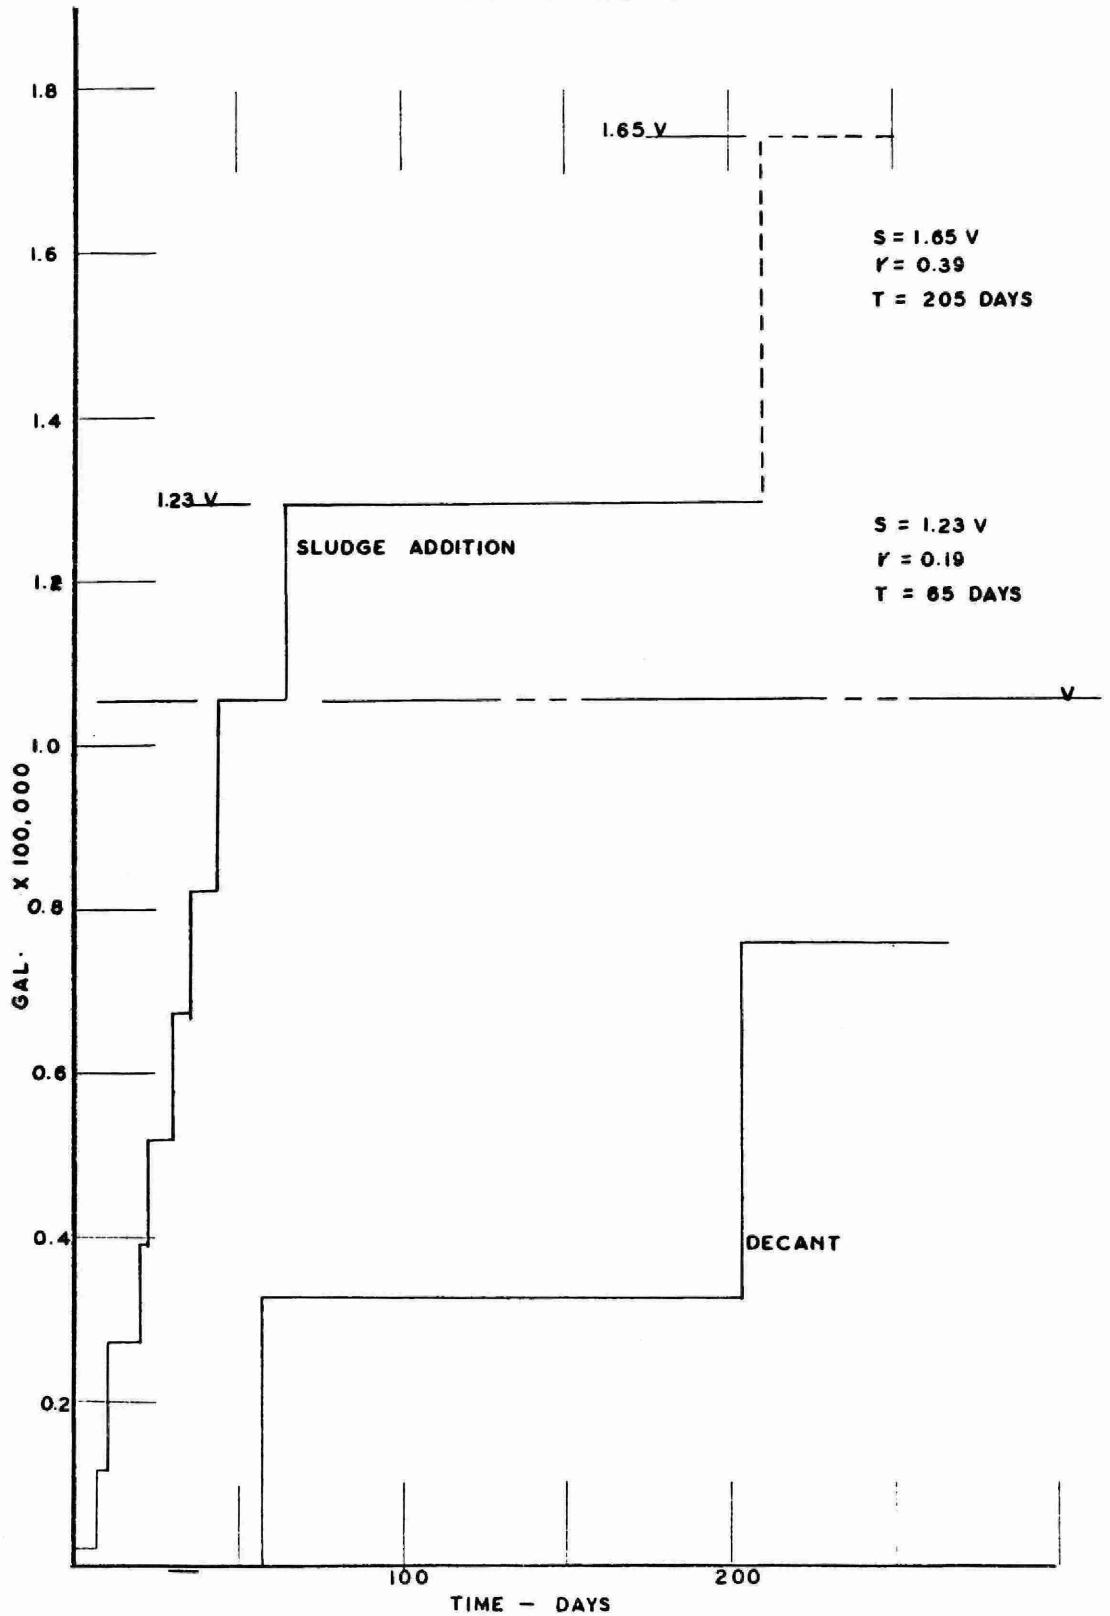 1.8
1.65 V
1.6
S = 1.65 V
r = 0.39
T = 205 DAYS
1.4
1.23 V
SLUDGE ADDITION
S = 1.23 V
r = 0.19
T = 65 DAYS
1.2
V
1.0
GAL. X 100,000
0.8
0.6
0.4
DECANT
0.2
100
200
TIME — DAYS